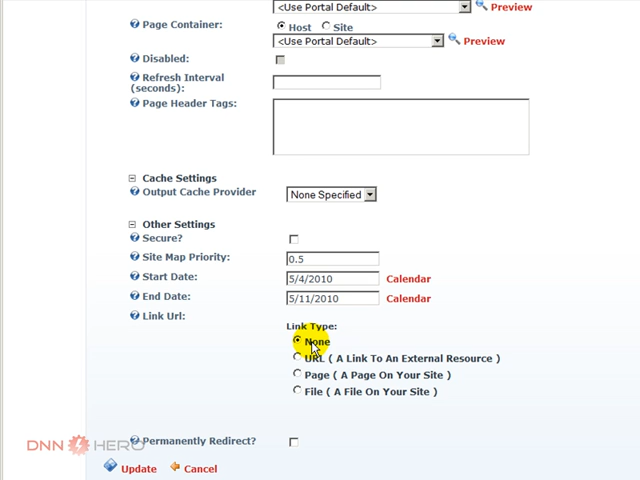 <Use Portal Default> Preview
Page Container: Host Site
<Use Portal Default> Preview
Disabled:
Refresh Interval
(seconds):
Page Header Tags:
Cache Settings
Output Cache Provider None Specified
Other Settings
Secure?
Site Map Priority: 0.5
Start Date: 5/4/2010 Calendar
End Date: 5/11/2010 Calendar
Link Url:
Link Type:
None
URL ( A Link To An External Resource )
Page ( A Page On Your Site )
File ( A File On Your Site )
DNN HERO
Permanently Redirect?
Update Cancel